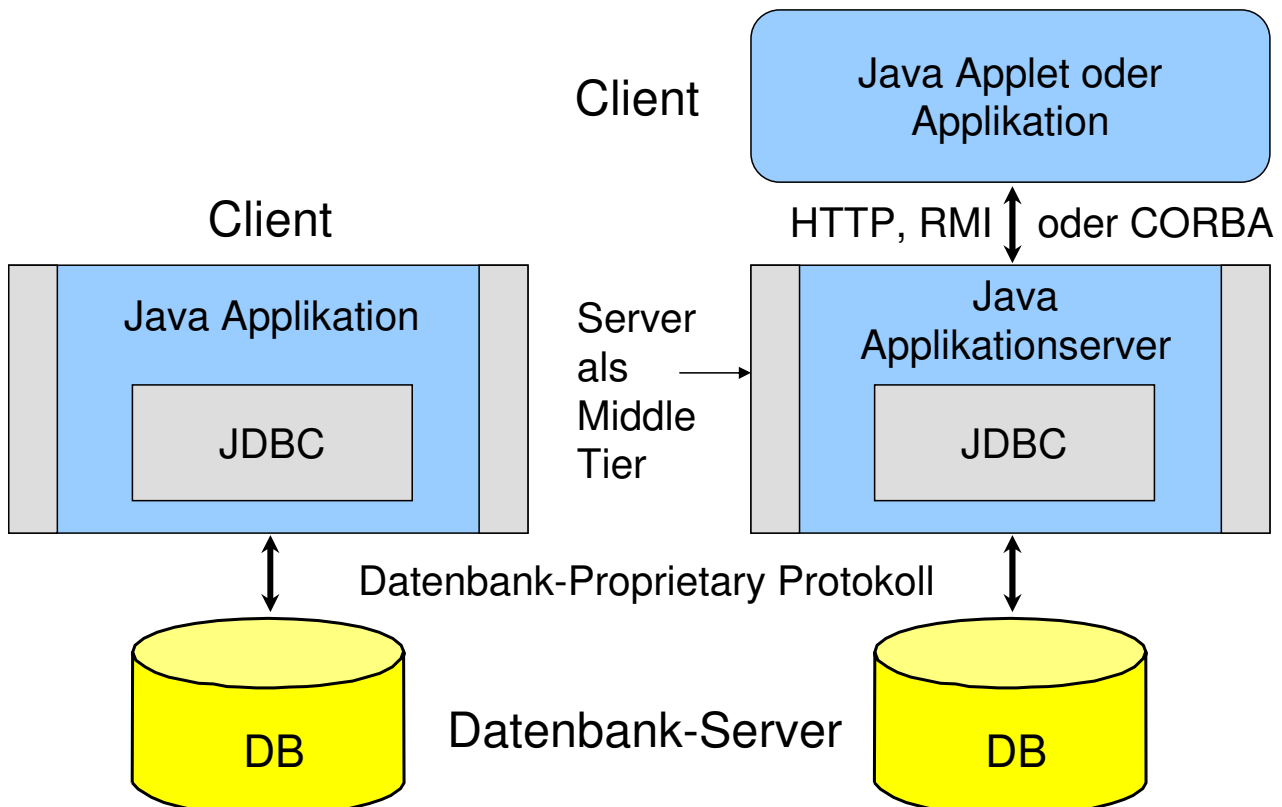 Client
Java Applet oder
Applikation
Client
HTTP, RMI oder CORBA
Java Applikation
JDBC
Server
als
Middle
Tier
Java
Applikationserver
JDBC
Datenbank-Proprietary Protokoll
DB
Datenbank-Server
DB